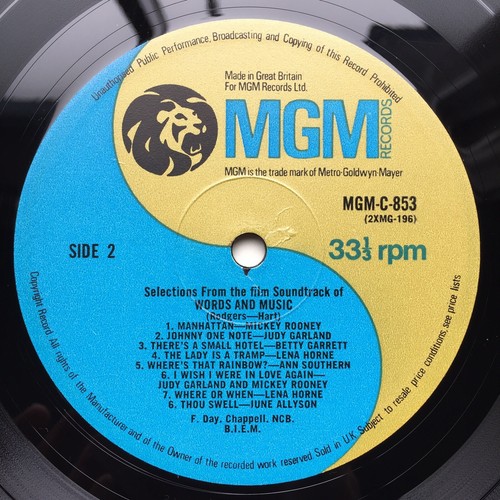 Unauthorised Public Performance, Broadcasting and Copying of this Record Prohibited
Made in Great Britain
For MGM Records Ltd.
MGM
RECORDS
MGM is the trade mark of Metro-Goldwyn-Mayer
MGM-C-853
(2XMG-196)
SIDE 2
33⅓ rpm
Selections From the film Soundtrack of
WORDS AND MUSIC
(Rodgers—Hart)
1. MANHATTAN—MICKEY ROONEY
2. JOHNNY ONE NOTE—JUDY GARLAND
3. THERE'S A SMALL HOTEL—BETTY GARRETT
4. THE LADY IS A TRAMP—LENA HORNE
5. WHERE'S THAT RAINBOW?—ANN SOUTHERN
6. I WISH I WERE IN LOVE AGAIN—
JUDY GARLAND AND MICKEY ROONEY
7. WHERE OR WHEN—LENA HORNE
6. THOU SWELL—JUNE ALLYSON
F. Day, Chappell. NCB.
B.I.E.M.
Copyright Record All rights of the Manufacture and of the Owner of the recorded work reserved Sold in U.K. Subject to resale price conditions, see price lists